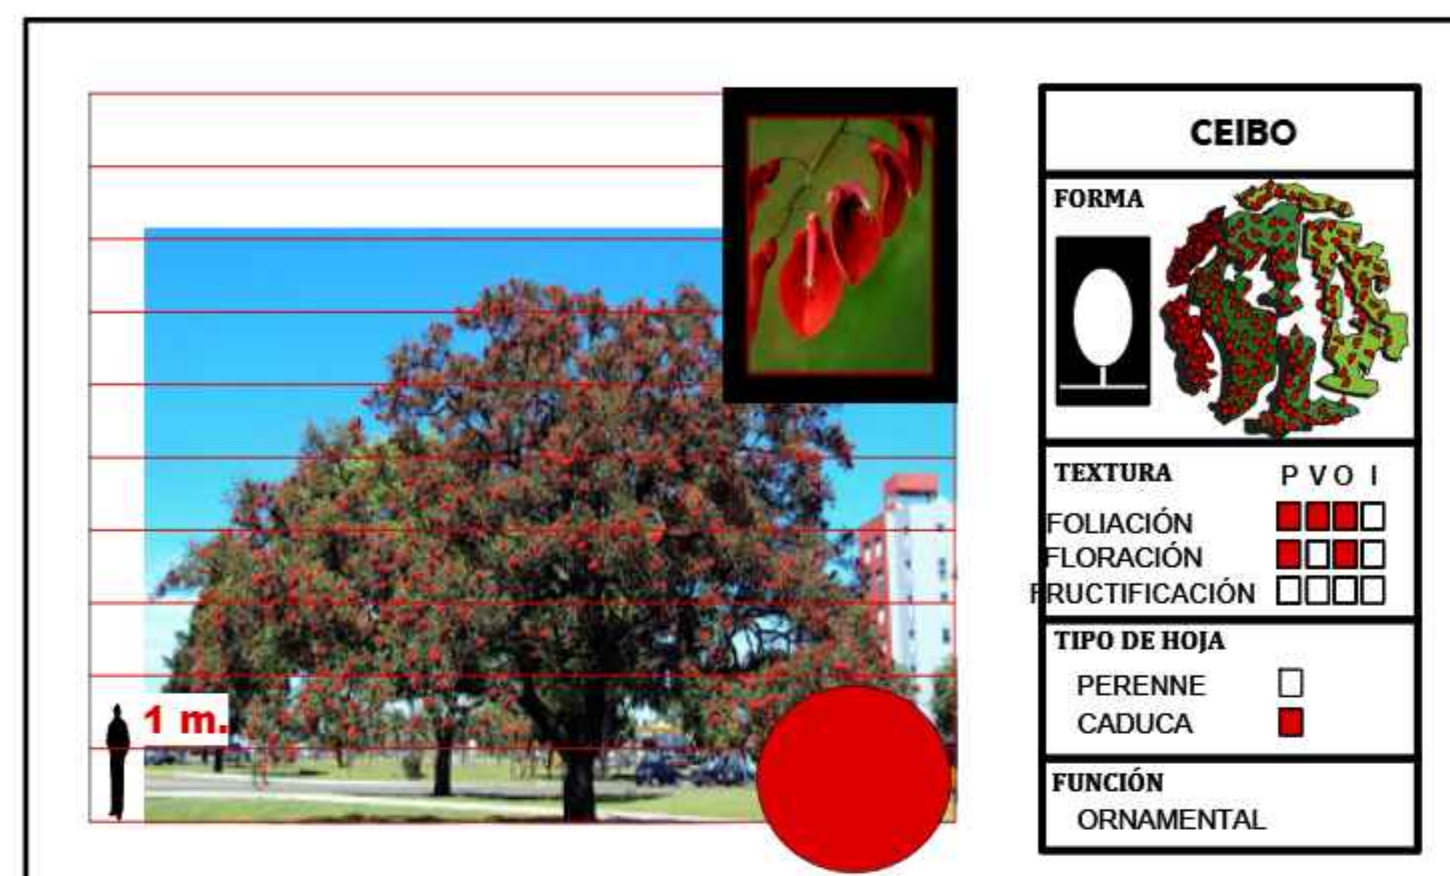 1 m.
CEIBO
FORMA
TEXTURA P V O I
FOLIACIÓN
FLORACIÓN
FRUCTIFICACIÓN
TIPO DE HOJA
PERENNE
CADUCA
FUNCIÓN
ORNAMENTAL